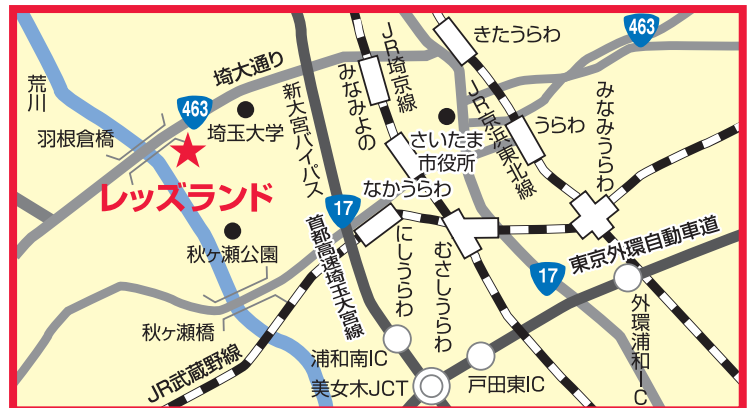 463
きたうらわ
埼大通り
荒川
新大宮バイパス
みなみよの
JR埼京線
463
羽根倉橋
埼玉大学
さいたま
市役所
JR京浜東北線
うらわ
みなみうらわ
レッズランド
なかうらわ
17
秋ヶ瀬公園
首都高速埼玉大宮線
にしうらわ
むさしうらわ
東京外環自動車道
17
秋ヶ瀬橋
外環浦和IC
浦和南IC
JR武蔵野線
美女木JCT
戸田東IC